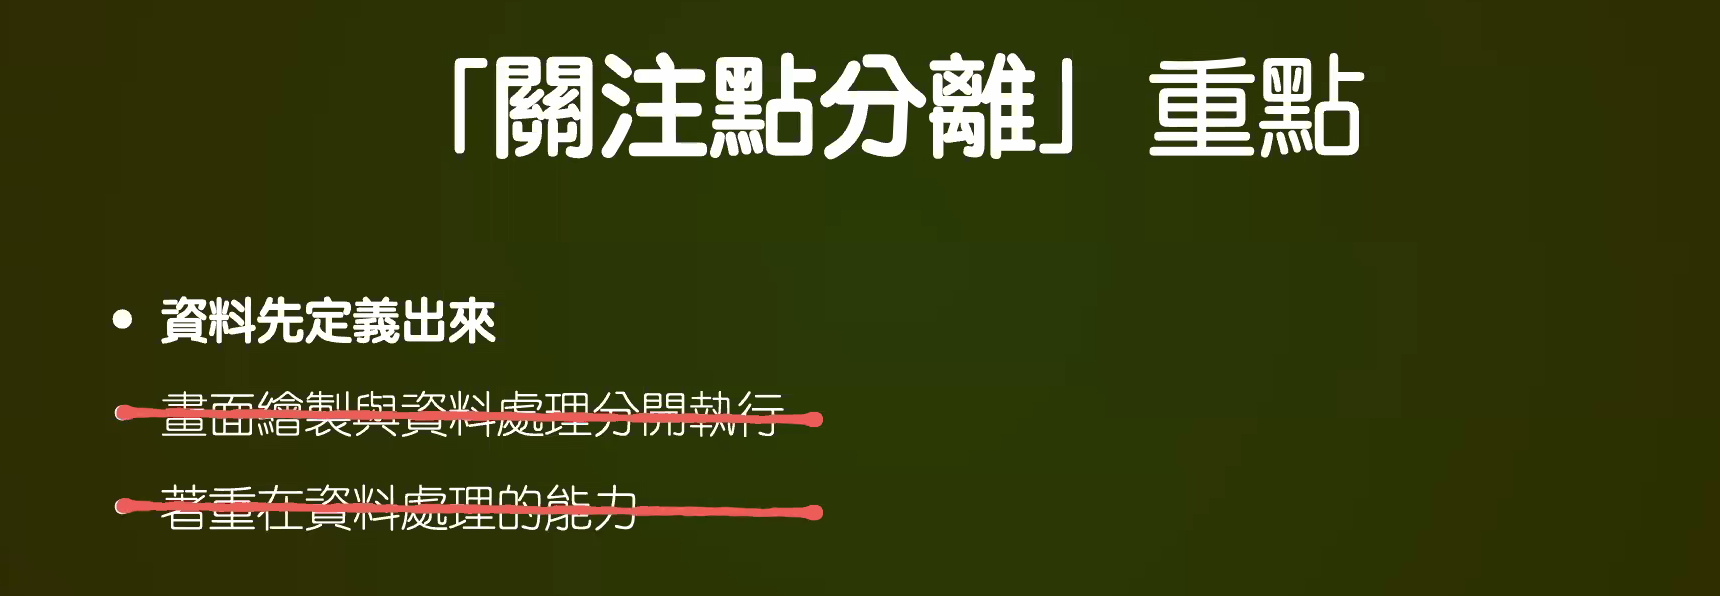 「關注點分離」重點
• 資料先定義出來
• 畫面繪製與資料處理分開執行
• 著重在資料處理的能力